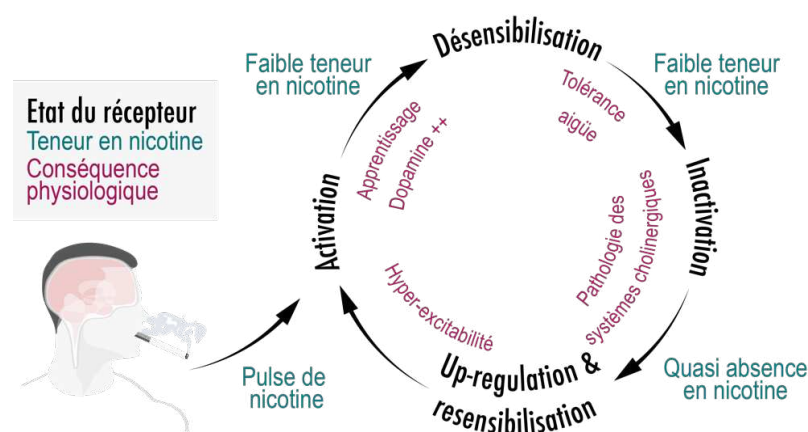 Etat du récepteur
Teneur en nicotine
Conséquence
physiologique
Désensibilisation
Faible teneur
en nicotine
Faible teneur
en nicotine
Apprentissage
Dopamine ++
Tolérance
aigüe
Activation
Inactivation
Pathologie des
systèmes cholinergiques
Hyper-excitabilité
Up-regulation &
resensibilisation
Pulse de
nicotine
Quasi absence
en nicotine